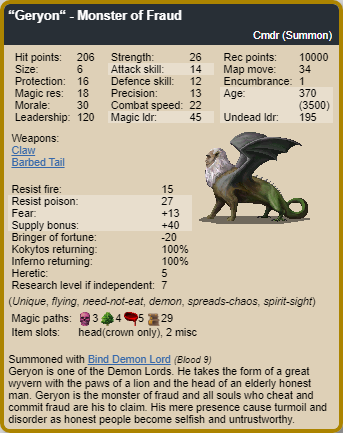 “Geryon“ - Monster of Fraud
Cmdr (Summon)
Hit points: 206 Strength: 26 Rec points: 10000
Size: 6 Attack skill: 14 Map move: 34
Protection: 16 Defence skill: 12 Encumbrance: 1
Magic res: 18 Precision: 13 Age: 370
Morale: 30 Combat speed: 22 (3500)
Leadership: 120 Magic ldr: 45 Undead ldr: 195
Weapons:
Claw
Barbed Tail
Resist fire: 15
Resist poison: 27
Fear: +13
Supply bonus: +40
Bringer of fortune: -20
Kokytos returning: 100%
Inferno returning: 100%
Heretic: 5
Research level if independent: 7
(Unique, flying, need-not-eat, demon, spreads-chaos, spirit-sight)
Magic paths: 3 4 5 29
Item slots: head(crown only), 2 misc
Summoned with Bind Demon Lord (Blood 9)
Geryon is one of the Demon Lords. He takes the form of a great
wyvern with the paws of a lion and the head of an elderly honest
man. Geryon is the monster of fraud and all souls who cheat and
commit fraud are his to claim. His mere presence cause turmoil and
disorder as honest people become selfish and untrustworthy.